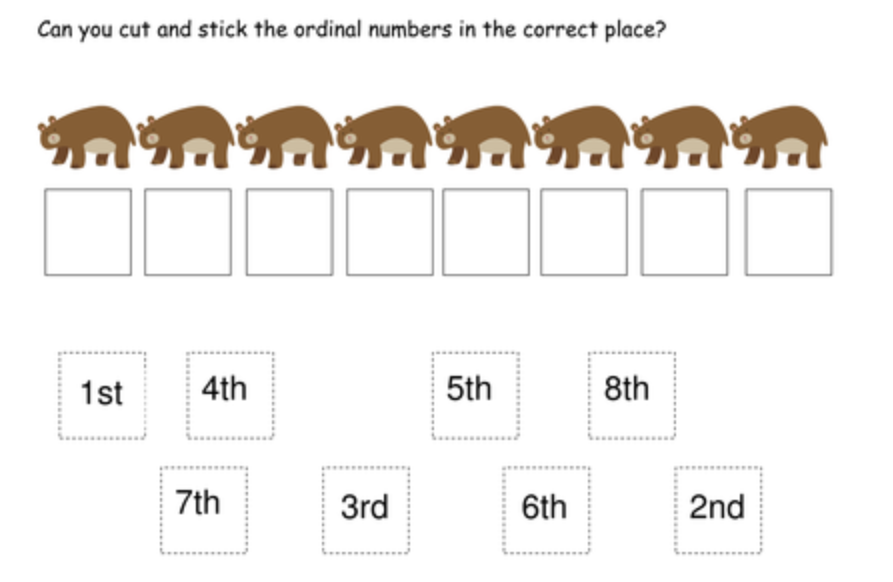 Can you cut and stick the ordinal numbers in the correct place?
1st 4th 5th 8th
7th 3rd 6th 2nd